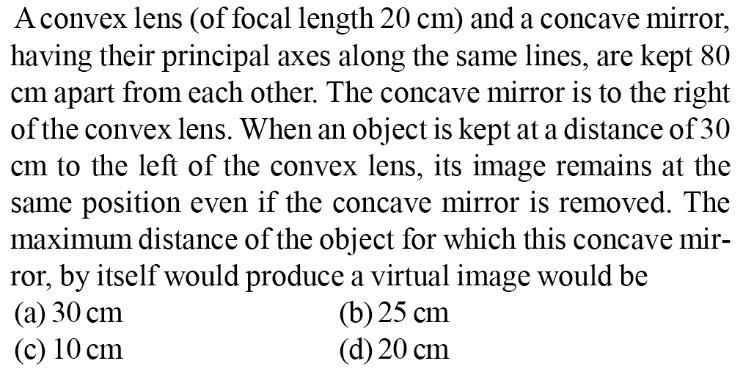 A convex lens (of focal length 20 cm) and a concave mirror,
having their principal axes along the same lines, are kept 80
cm apart from each other. The concave mirror is to the right
of the convex lens. When an object is kept at a distance of 30
cm to the left of the convex lens, its image remains at the
same position even if the concave mirror is removed. The
maximum distance of the object for which this concave mir-
ror, by itself would produce a virtual image would be
(a) 30 cm (b) 25 cm
(c) 10 cm (d) 20 cm